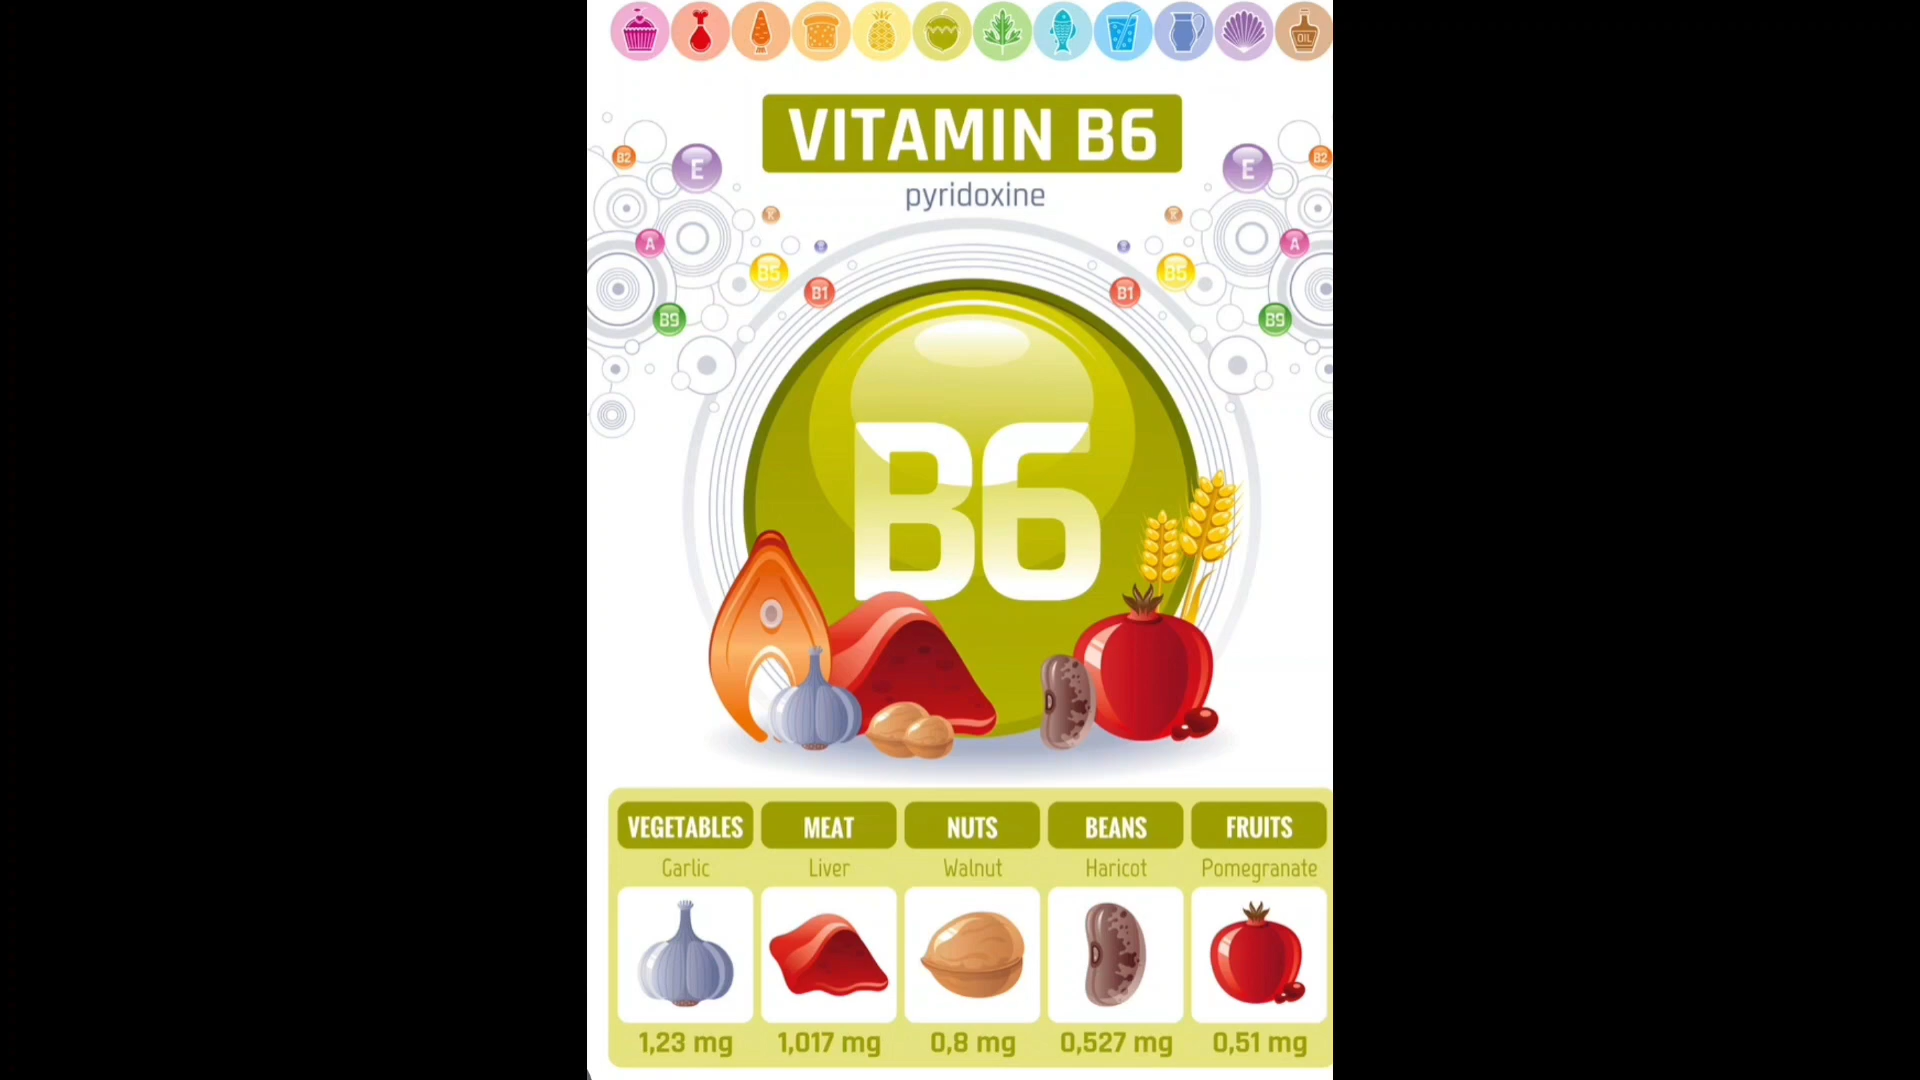 OIL
VITAMIN B6
pyridoxine
B2
E
E
B2
K
K
A
A
B5
B5
B1
B1
B9
B9
B6
VEGETABLES MEAT NUTS BEANS FRUITS
Garlic Liver Walnut Haricot Pomegranate
1,23 mg 1,017 mg 0,8 mg 0,527 mg 0,51 mg